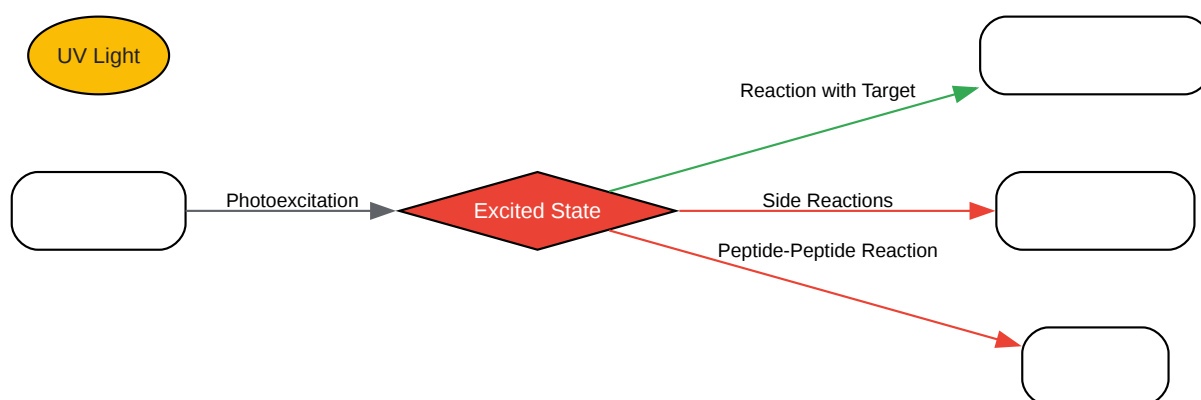 UV Light
Reaction with Target
Photoexcitation
Excited State
Side Reactions
Peptide-Peptide Reaction